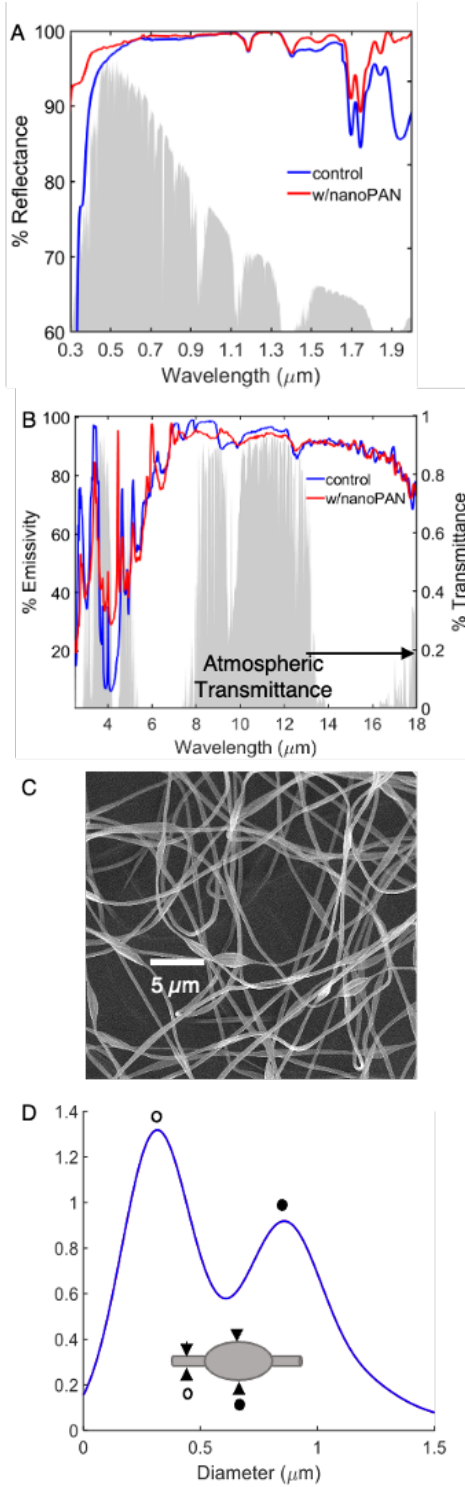 A
100
90
80
70
60
% Reflectance
control
w/nanoPAN
0.3 0.5 0.7 0.9 1.1 1.3 1.5 1.7 1.9
Wavelength (μm)
B
100
80
60
40
20
% Emissivity
control
w/nanoPAN
1
0.8
0.6
0.4
0.2
0
% Transmittance
Atmospheric
Transmittance
4 6 8 10 12 14 16 18
Wavelength (μm)
C
5 μm
D
1.4
1.2
1
0.8
0.6
0.4
0.2
0
0 0.5 1 1.5
Diameter (μm)